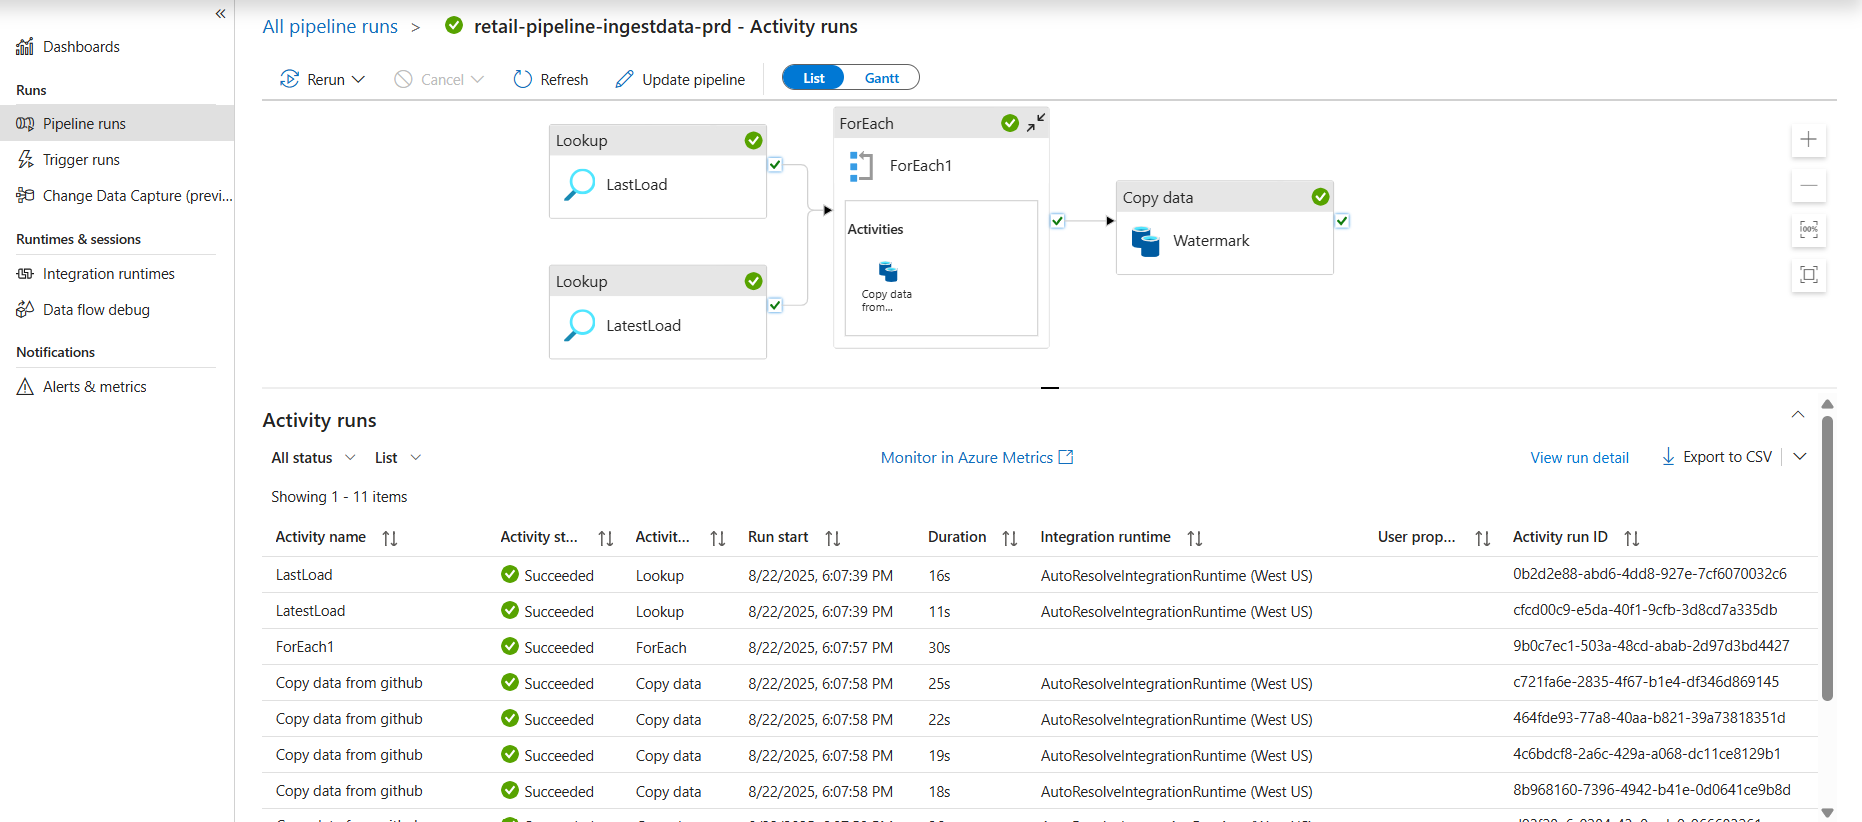 «
Dashboards
Runs
Pipeline runs
Trigger runs
Change Data Capture (previ...
Runtimes & sessions
Integration runtimes
Data flow debug
Notifications
Alerts & metrics
All pipeline runs > retail-pipeline-ingestdata-prd - Activity runs
Rerun Cancel Refresh Update pipeline List Gantt
Lookup
LastLoad
Lookup
LatestLoad
ForEach
ForEach1
Activities
Copy data
from...
Copy data
Watermark
100%
Activity runs
All status List Monitor in Azure Metrics View run detail Export to CSV
Showing 1 - 11 items
Activity name Activity st... Activit... Run start Duration Integration runtime User prop... Activity run ID
LastLoad Succeeded Lookup 8/22/2025, 6:07:39 PM 16s AutoResolveIntegrationRuntime (West US) 0b2d2e88-abd6-4dd8-927e-7cf6070032c6
LatestLoad Succeeded Lookup 8/22/2025, 6:07:39 PM 11s AutoResolveIntegrationRuntime (West US) cfcd00c9-e5da-40f1-9cfb-3d8cd7a335db
ForEach1 Succeeded ForEach 8/22/2025, 6:07:57 PM 30s 9b0c7ec1-503a-48cd-abab-2d97d3bd4427
Copy data from github Succeeded Copy data 8/22/2025, 6:07:58 PM 25s AutoResolveIntegrationRuntime (West US) c721fa6e-2835-4f67-b1e4-df346d869145
Copy data from github Succeeded Copy data 8/22/2025, 6:07:58 PM 22s AutoResolveIntegrationRuntime (West US) 464fde93-77a8-40aa-b821-39a73818351d
Copy data from github Succeeded Copy data 8/22/2025, 6:07:58 PM 19s AutoResolveIntegrationRuntime (West US) 4c6bdcf8-2a6c-429a-a068-dc11ce8129b1
Copy data from github Succeeded Copy data 8/22/2025, 6:07:58 PM 18s AutoResolveIntegrationRuntime (West US) 8b968160-7396-4942-b41e-0d0641ce9b8d